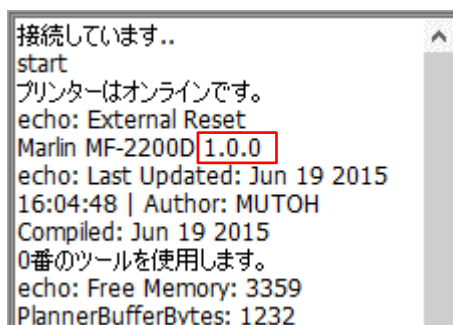 接続しています..
start
プリンターはオンラインです。
echo: External Reset
Marlin MF-2200D 1.0.0
echo: Last Updated: Jun 19 2015
16:04:48 | Author: MUTOH
Compiled: Jun 19 2015
0番のツールを使用します。
echo: Free Memory: 3359
PlannerBufferBytes: 1232